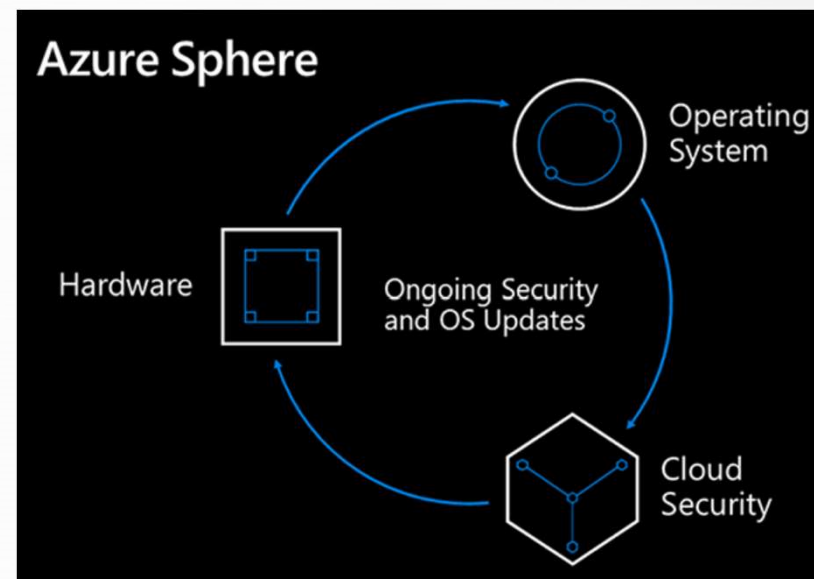 Azure Sphere
Operating
System
Hardware
Ongoing Security
and OS Updates
Cloud
Security